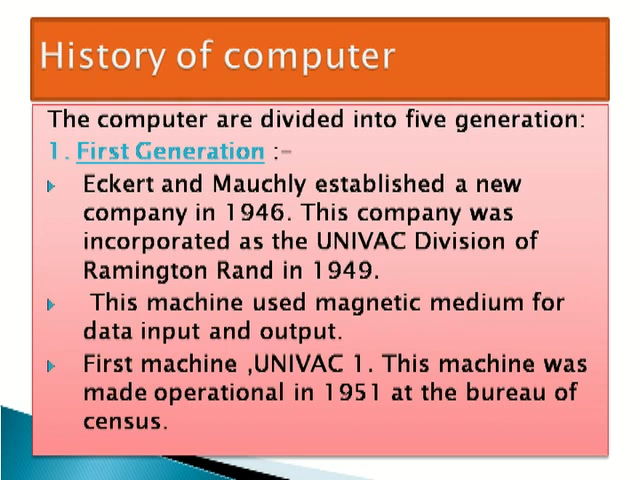 History of computer
The computer are divided into five generation:
1. First Generation :-
Eckert and Mauchly established a new
company in 1946. This company was
incorporated as the UNIVAC Division of
Ramington Rand in 1949.
This machine used magnetic medium for
data input and output.
First machine ,UNIVAC 1. This machine was
made operational in 1951 at the bureau of
census.